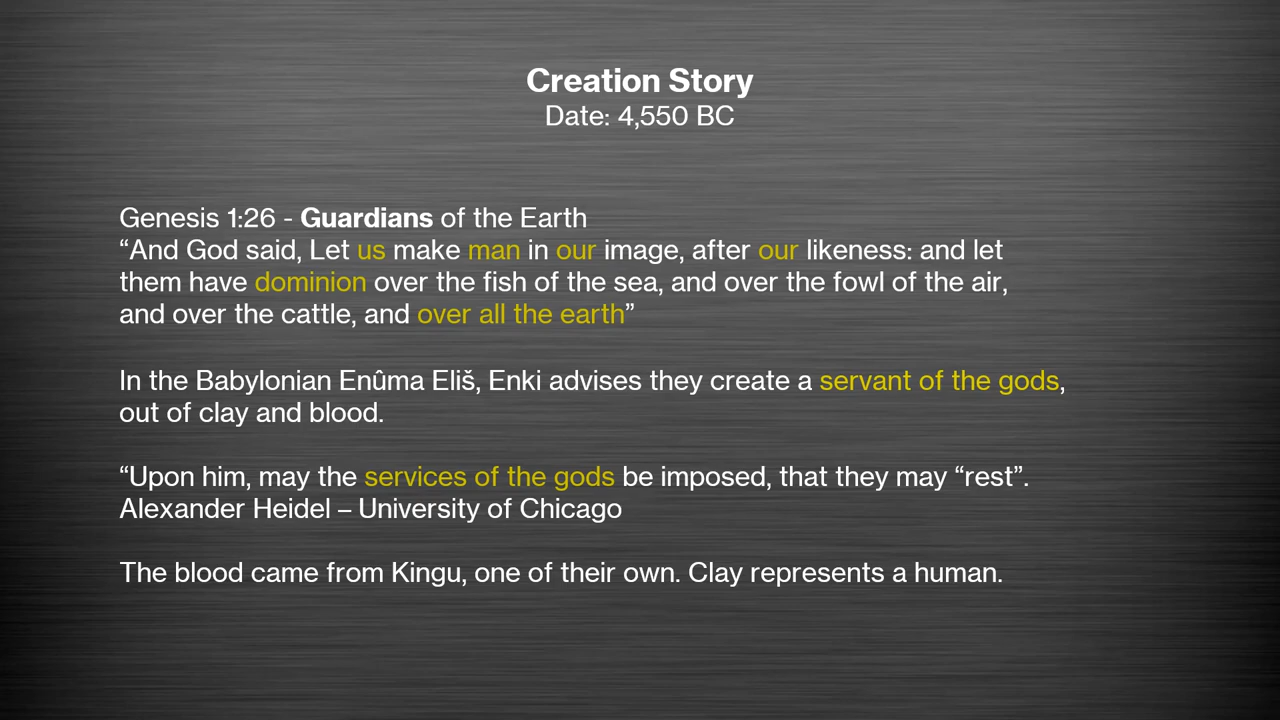 Creation Story
Date: 4,550 BC
Genesis 1:26 - Guardians of the Earth
“And God said, Let us make man in our image, after our likeness: and let
them have dominion over the fish of the sea, and over the fowl of the air,
and over the cattle, and over all the earth”
In the Babylonian Enûma Eliš, Enki advises they create a servant of the gods,
out of clay and blood.
“Upon him, may the services of the gods be imposed, that they may “rest”.
Alexander Heidel – University of Chicago
The blood came from Kingu, one of their own. Clay represents a human.